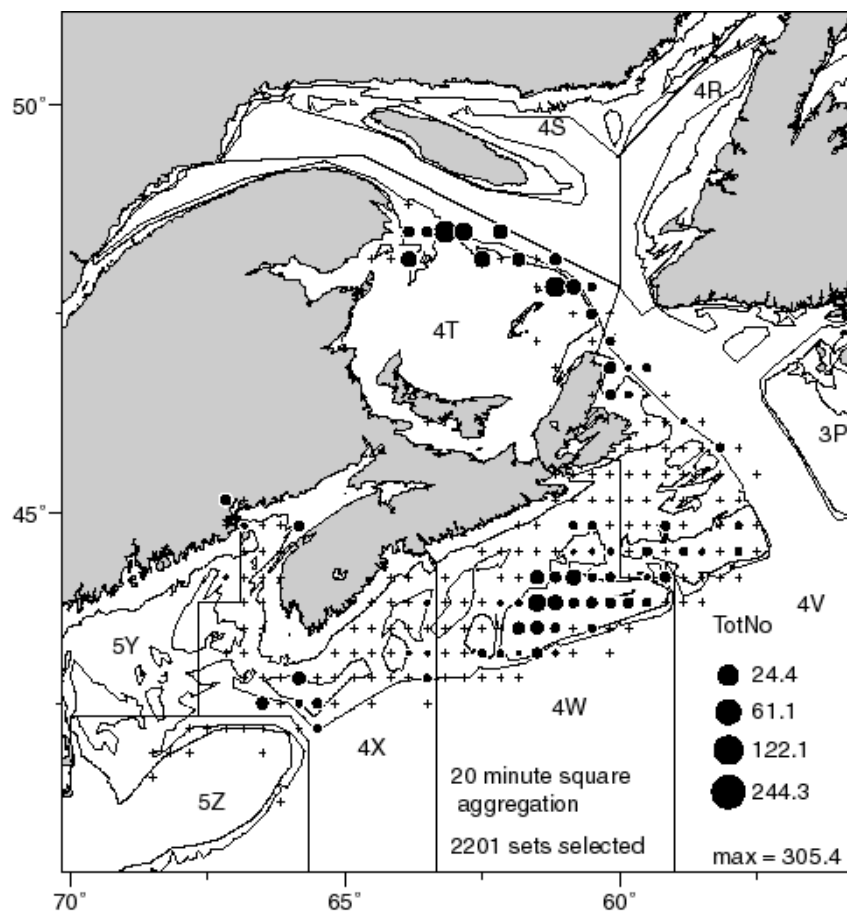 50°
45°
4R
4S
4T
3P
4V
5Y
4W
4X
5Z
TotNo
24.4
61.1
122.1
244.3
max = 305.4
20 minute square
aggregation
2201 sets selected
70°
65°
60°